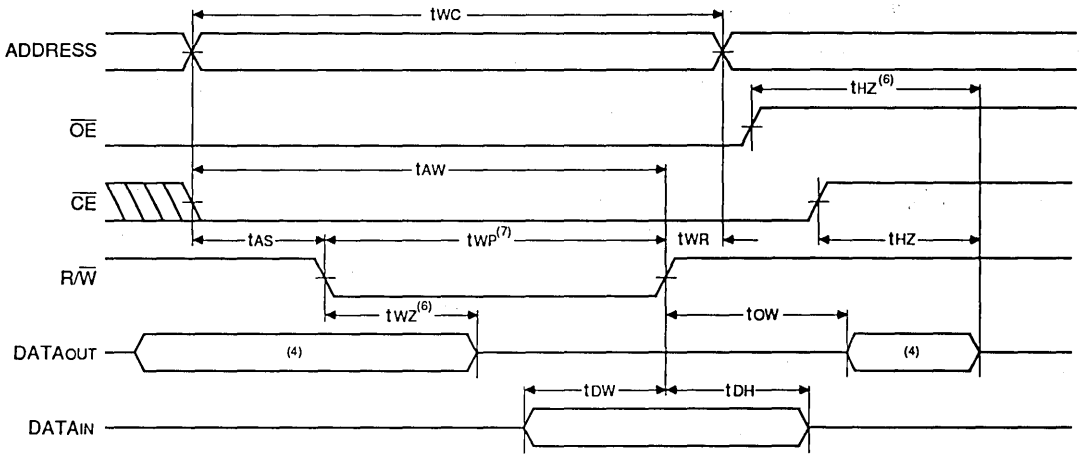 tWC
ADDRESS
tHZ(6)
OE
tAW
CE
tAS
tWP(7)
tWR
tHZ
R/W
tWZ(6)
tOW
DATAOUT
(4)
(4)
tDW
tDH
DATAIN